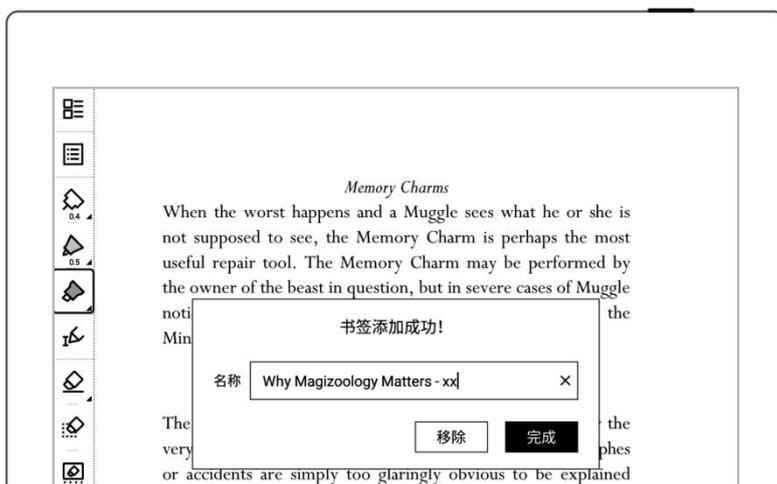 Memory Charms
When the worst happens and a Muggle sees what he or she is
not supposed to see, the Memory Charm is perhaps the most
useful repair tool. The Memory Charm may be performed by
the owner of the beast in question, but in severe cases of Muggle
noti the
Min
书签添加成功!
名称 Why Magizoology Matters - xx
移除 完成
The the
very phes
or accidents are simply too glaringly obvious to be explained
0.4
0.5